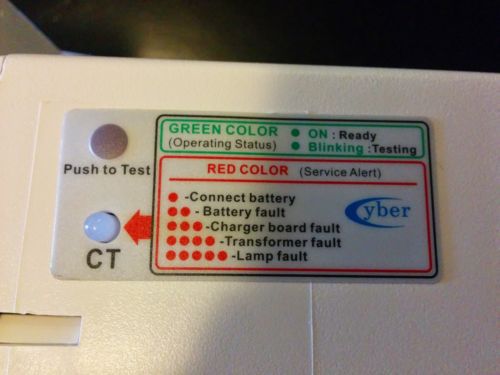 GREEN COLOR ● ON : Ready
(Operating Status) ● Blinking : Testing
Push to Test
RED COLOR (Service Alert)
● -Connect battery
●● - Battery fault
●●● -Charger board fault
●●●● -Transformer fault
●●●●● -Lamp fault
Cyber
CT